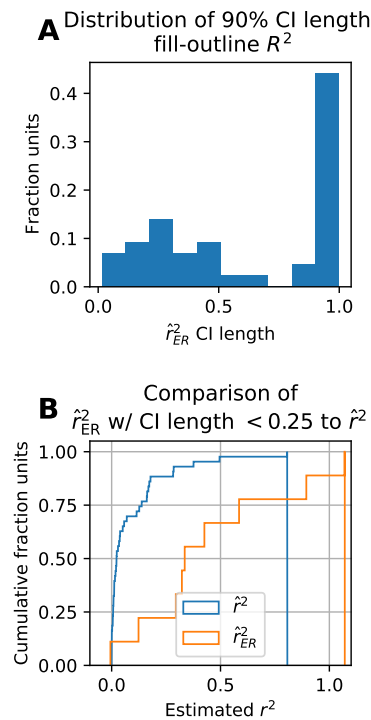 A
Distribution of 90% CI length
fill-outline R²
Fraction units
0.4
0.3
0.2
0.1
0.0
0.0 0.5 1.0
r̂²_ER CI length
B
Comparison of
r̂²_ER w/ CI length < 0.25 to r̂²
Cumulative fraction units
1.00
0.75
0.50
0.25
0.00
r̂²
r̂²_ER
0.0 0.5 1.0
Estimated r²